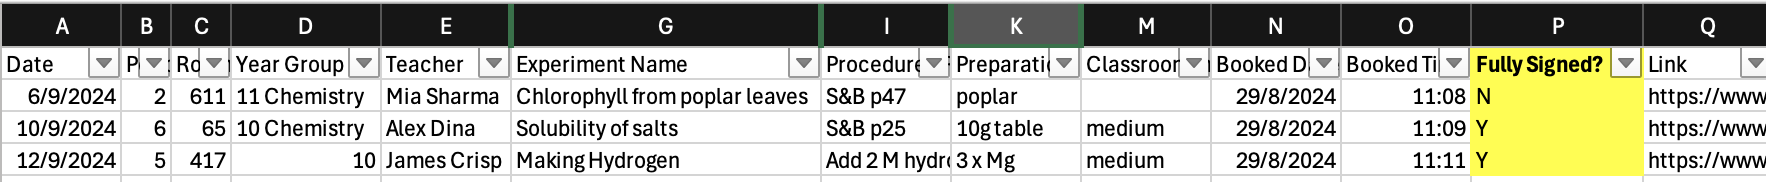 A B C D E G I K M N O P Q
Date Year Group Teacher Experiment Name Procedure Preparatic Classroor Booked D Booked Ti Fully Signed? Link
6/9/2024 2 611 11 Chemistry Mia Sharma Chlorophyll from poplar leaves S&B p47 poplar 29/8/2024 11:08 N https://www
10/9/2024 6 65 10 Chemistry Alex Dina Solubility of salts S&B p25 10g table medium 29/8/2024 11:09 Y https://www
12/9/2024 5 417 10 James Crisp Making Hydrogen Add 2 M hydro 3 x Mg medium 29/8/2024 11:11 Y https://www